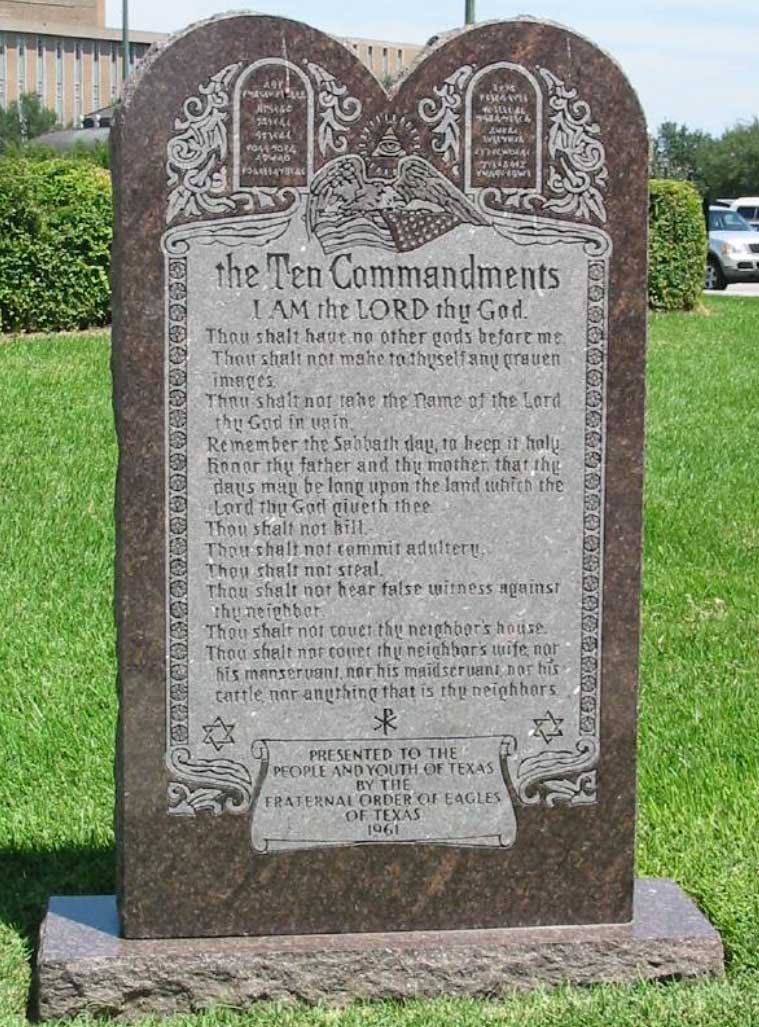 the Ten Commandments
I AM the LORD thy God.
Thou shalt have no other gods before me.
Thou shalt not make to thyself any graven
images.
Thou shalt not take the Name of the Lord
thy God in vain.
Remember the Sabbath day, to keep it holy.
Honor thy father and thy mother, that thy
days may be long upon the land which the
Lord thy God giveth thee.
Thou shalt not kill.
Thou shalt not commit adultery.
Thou shalt not steal.
Thou shalt not bear false witness against
thy neighbor.
Thou shalt not covet thy neighbor's house.
Thou shalt not covet thy neighbor's wife, nor
his manservant, nor his maidservant, nor his
cattle, nor anything that is thy neighbors.
PRESENTED TO THE
PEOPLE AND YOUTH OF TEXAS
BY THE
FRATERNAL ORDER OF EAGLES
OF TEXAS
1961